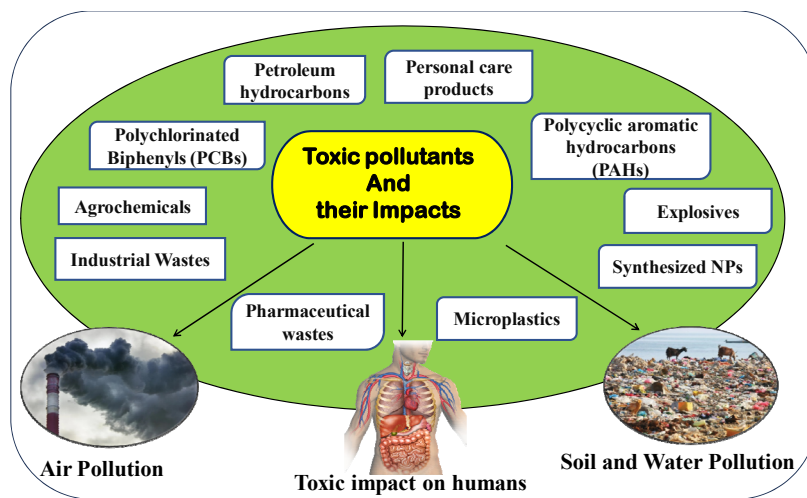 Petroleum
hydrocarbons
Personal care
products
Polychlorinated
Biphenyls (PCBs)
Toxic pollutants
And
their Impacts
Polycyclic aromatic
hydrocarbons
(PAHs)
Agrochemicals
Explosives
Industrial Wastes
Synthesized NPs
Pharmaceutical
wastes
Microplastics
Air Pollution
Toxic impact on humans
Soil and Water Pollution